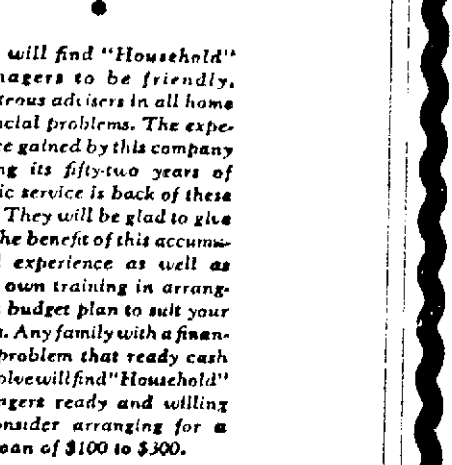 will find "Household"
nagers to be friendly,
teous advisers in all home
ncial problems. The expe-
ce gained by this company
ng its fifty-two years of
ic service is back of these
They will be glad to give
he benefit of this accumu-
experience as well as
own training in arrang-
budget plan to suit your
s. Any family with a finan-
problem that ready cash
olve will find "Household"
agers ready and willing
onsider arranging for a
oan of $100 to $300.